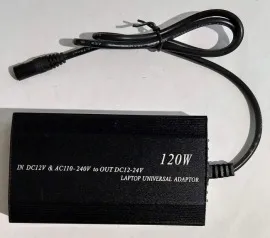 120W
IN DC12V & AC110-240V to OUT DC12-24V
LAPTOP UNIVERSAL ADAPTOR